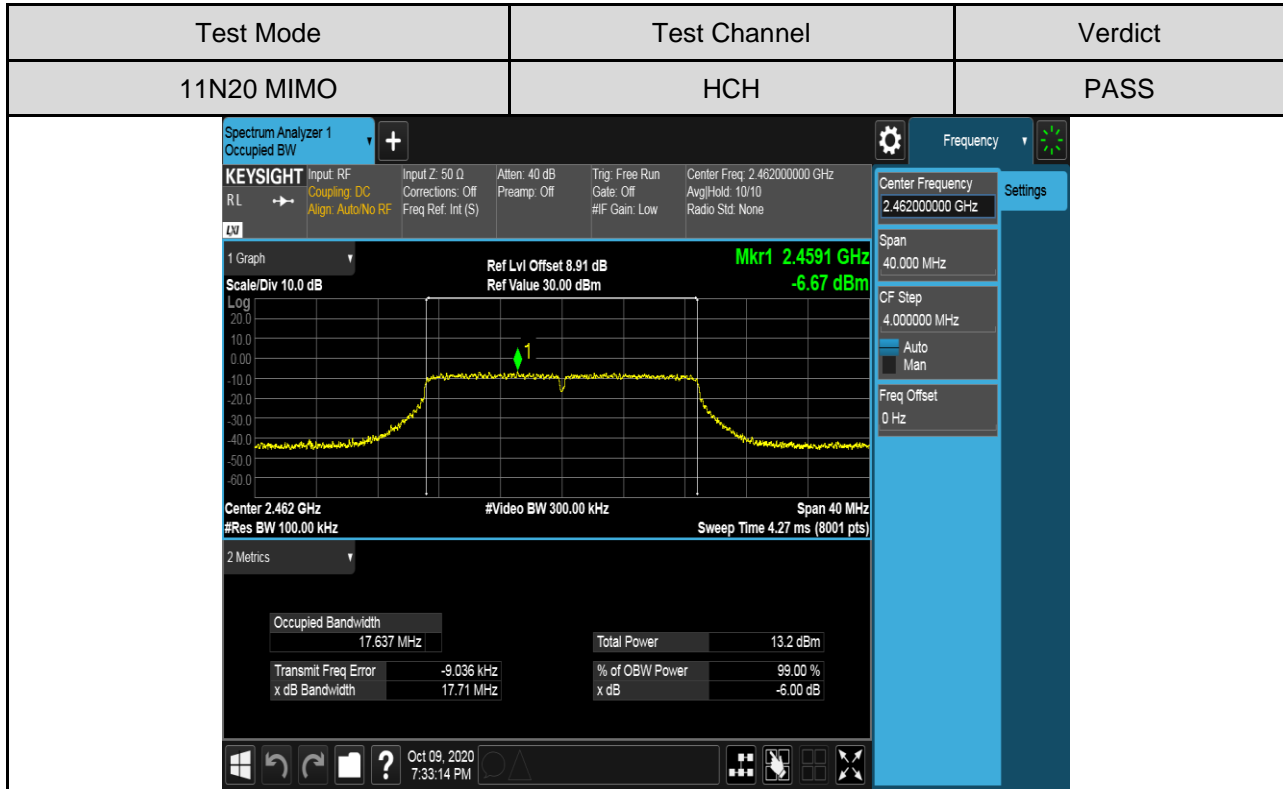 Test Mode Test Channel Verdict
11N20 MIMO HCH PASS
Spectrum Analyzer 1
Occupied BW
+
Frequency
KEYSIGHT Input: RF Input Z: 50 Ω Atten: 40 dB Trig: Free Run Center Freq: 2.462000000 GHz
RL Coupling: DC Corrections: Off Preamp: Off Gate: Off Avg|Hold: 10/10
Align: Auto/No RF Freq Ref: Int (S) #IF Gain: Low Radio Std: None
LXI
Center Frequency
2.462000000 GHz
Settings
Span
40.000 MHz
CF Step
4.000000 MHz
Auto
Man
Freq Offset
0 Hz
1 Graph Ref Lvl Offset 8.91 dB Mkr1 2.4591 GHz
Scale/Div 10.0 dB Ref Value 30.00 dBm -6.67 dBm
Log
20.0
10.0
0.00
-10.0
-20.0
-30.0
-40.0
-50.0
-60.0
1
Center 2.462 GHz #Video BW 300.00 kHz Span 40 MHz
#Res BW 100.00 kHz Sweep Time 4.27 ms (8001 pts)
2 Metrics
Occupied Bandwidth
17.637 MHz Total Power 13.2 dBm
Transmit Freq Error -9.036 kHz % of OBW Power 99.00 %
x dB Bandwidth 17.71 MHz x dB -6.00 dB
? Oct 09, 2020
7:33:14 PM